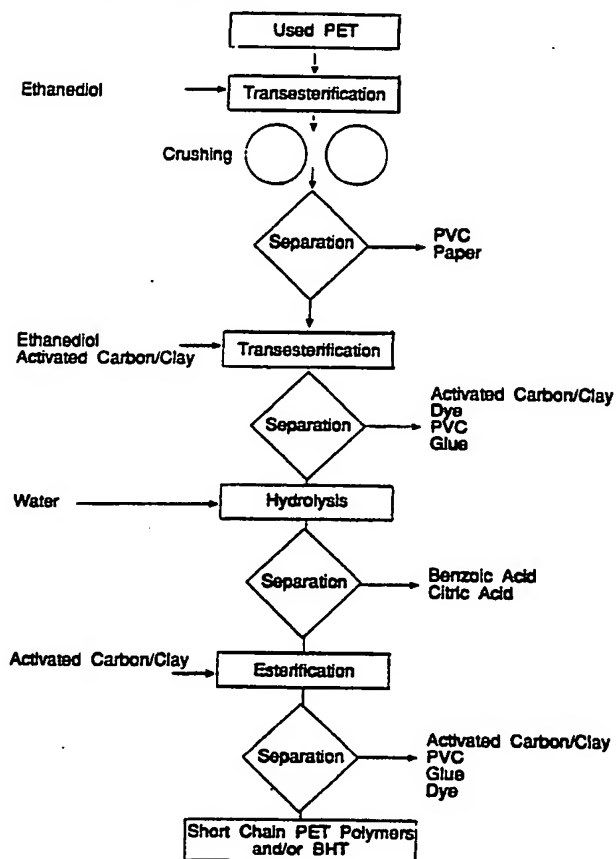 Used PET
Ethanediol
Transesterification
Crushing
Separation
PVC
Paper
Ethanediol
Activated Carbon/Clay
Transesterification
Separation
Activated Carbon/Clay
Dye
PVC
Glue
Water
Hydrolysis
Separation
Benzoic Acid
Citric Acid
Activated Carbon/Clay
Esterification
Separation
Activated Carbon/Clay
PVC
Glue
Dye
Short Chain PET Polymers
and/or BHT